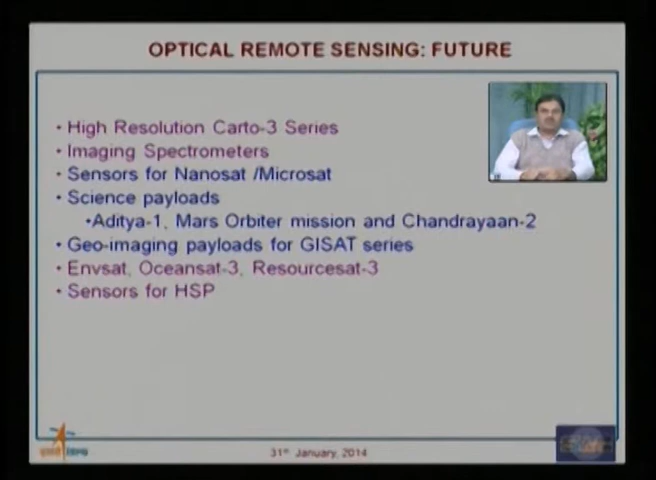 OPTICAL REMOTE SENSING: FUTURE
• High Resolution Carto-3 Series
• Imaging Spectrometers
• Sensors for Nanosat /Microsat
• Science payloads
•Aditya-1, Mars Orbiter mission and Chandrayaan-2
• Geo-imaging payloads for GISAT series
• Envsat, Oceansat-3, Resourcesat-3
• Sensors for HSP
31st January, 2014